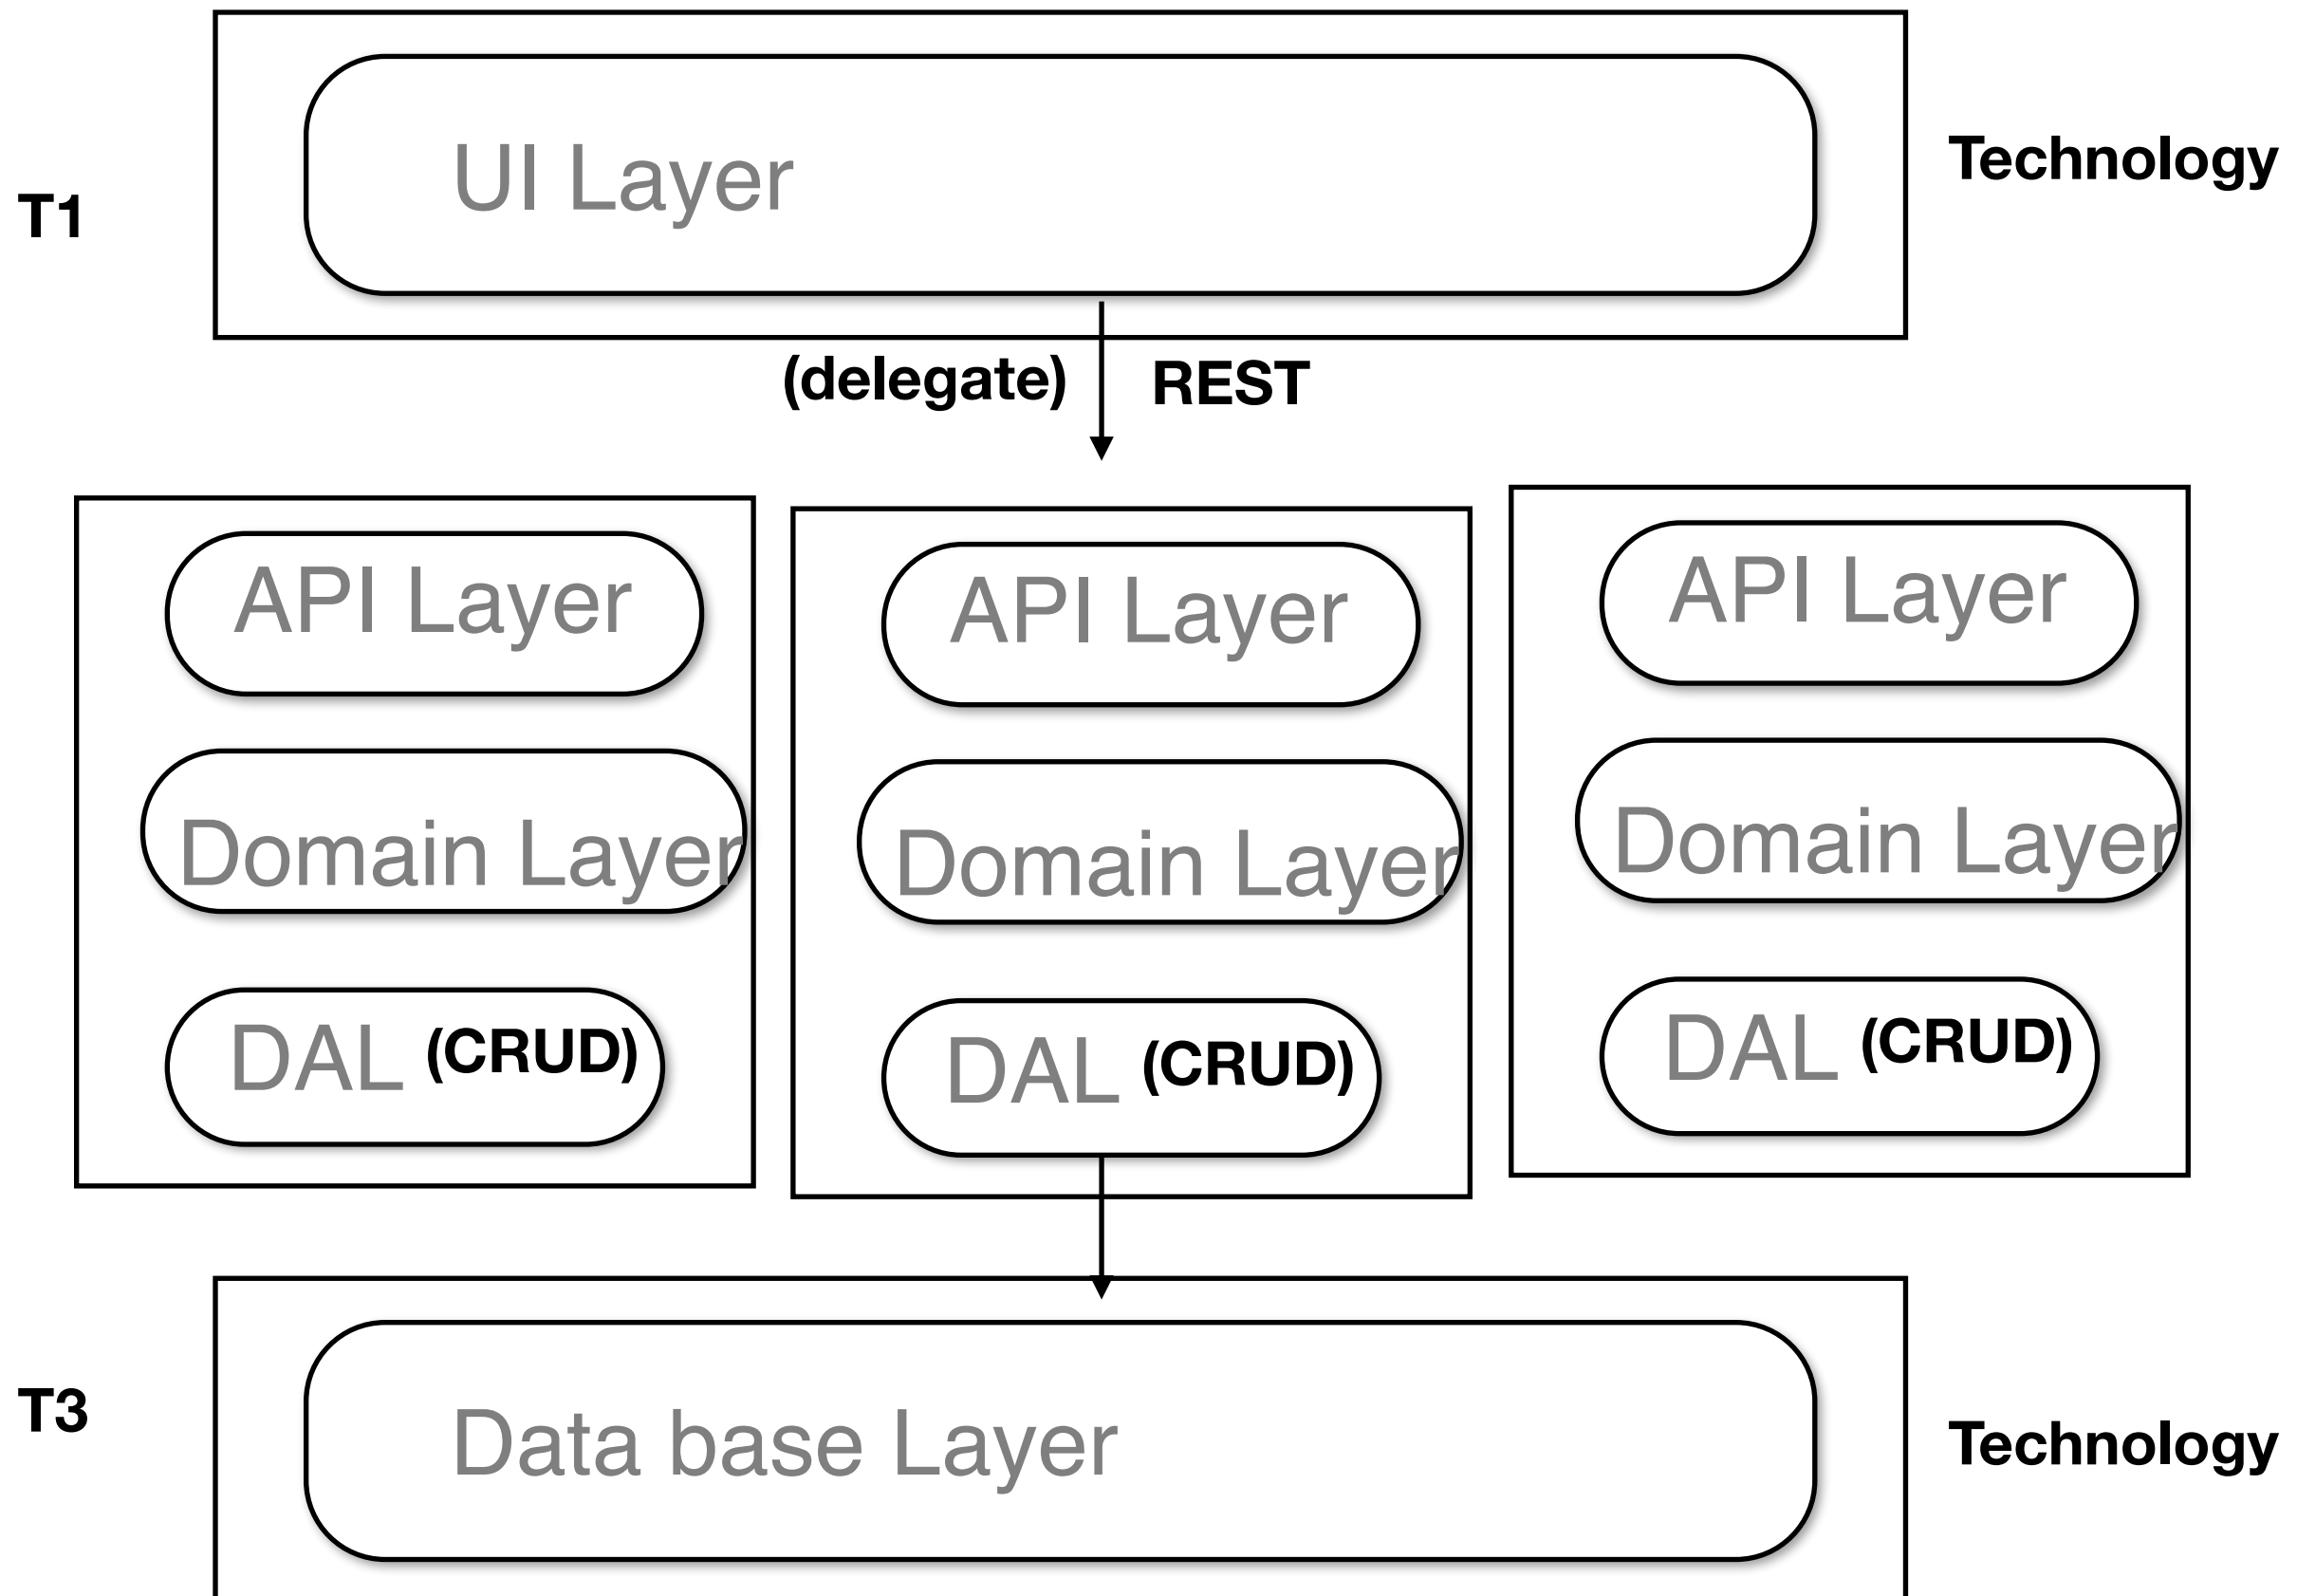 Technology
UI Layer
T1
(delegate)
REST
API Layer
API Layer
API Layer
Domain Layer
Domain Layer
Domain Layer
DAL (CRUD)
DAL (CRUD)
DAL (CRUD)
T3
Data base Layer
Technology